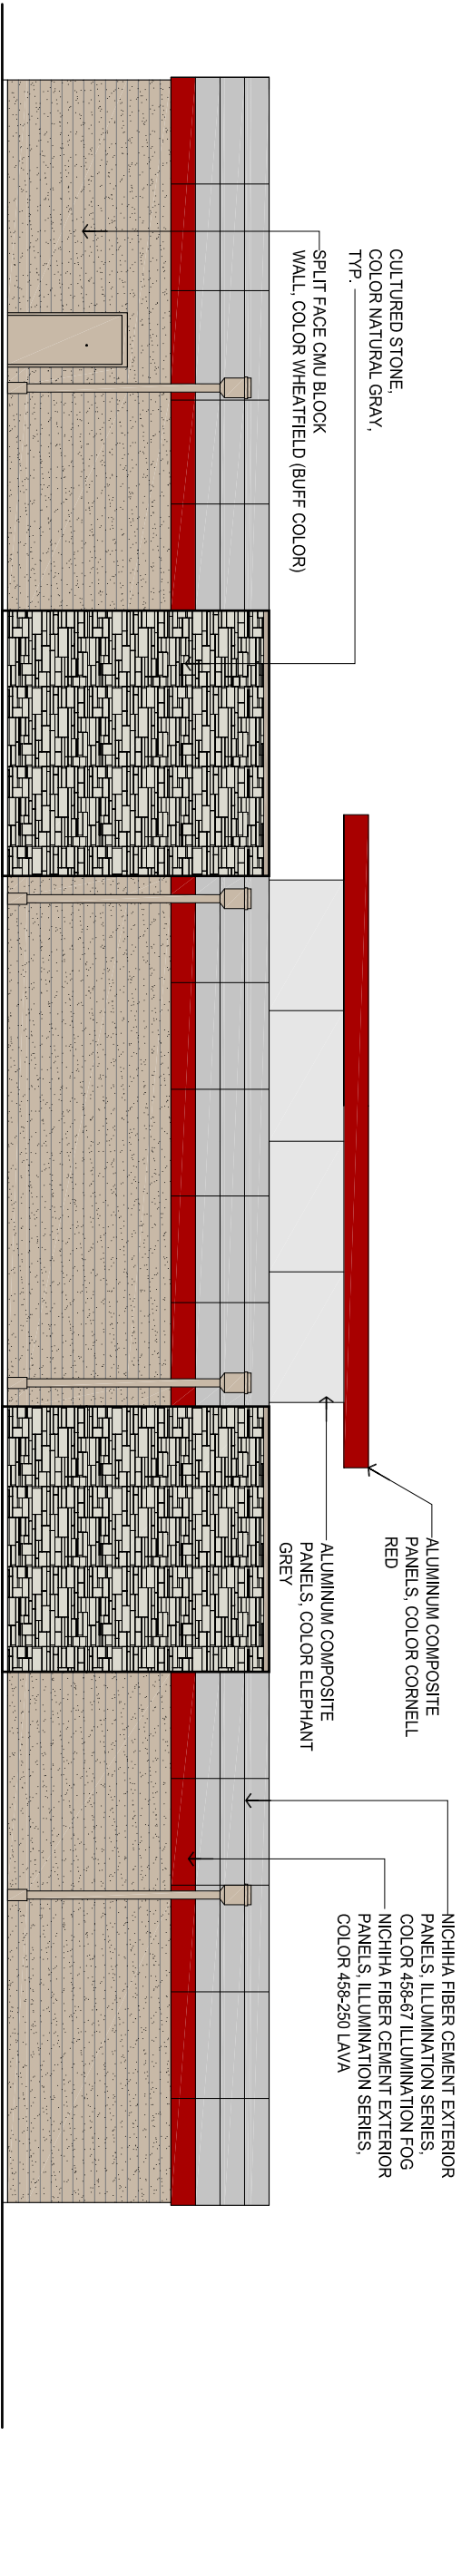 CULTURED STONE,
COLOR NATURAL GRAY,
TYP.
SPLIT FACE CMU BLOCK
WALL, COLOR WHEATFIELD (BUFF COLOR)
ALUMINUM COMPOSITE
PANELS, COLOR CORNELL
RED
ALUMINUM COMPOSITE
PANELS, COLOR ELEPHANT
GREY
NICHIHA FIBER CEMENT EXTERIOR
PANELS, ILLUMINATION SERIES,
COLOR 458-67 ILLUMINATION FOG
NICHIHA FIBER CEMENT EXTERIOR
PANELS, ILLUMINATION SERIES,
COLOR 458-250 LAVA